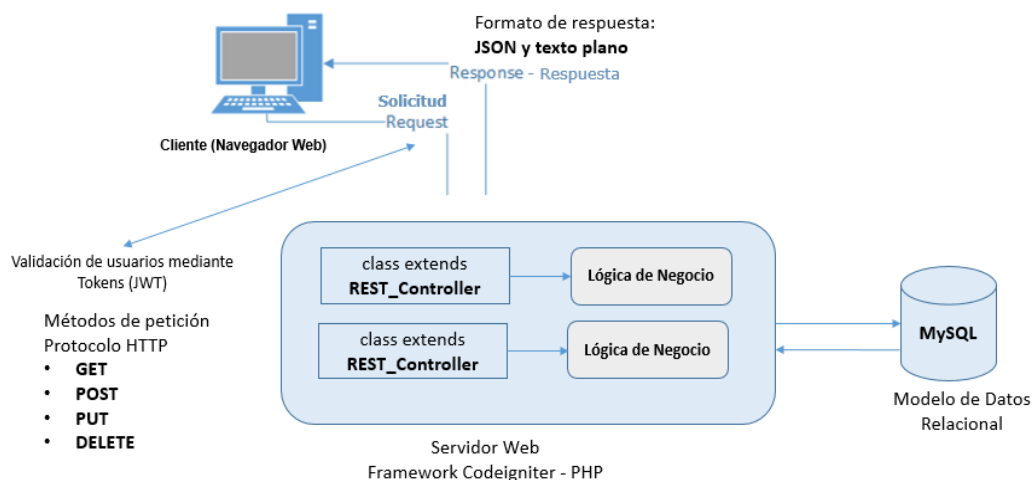 Formato de respuesta:
JSON y texto plano
Response - Respuesta
Solicitud
Request
Cliente (Navegador Web)
Validación de usuarios mediante
Tokens (JWT)
Métodos de petición
Protocolo HTTP
• GET
• POST
• PUT
• DELETE
class extends
REST_Controller
Lógica de Negocio
class extends
REST_Controller
Lógica de Negocio
MySQL
Modelo de Datos
Relacional
Servidor Web
Framework Codeigniter - PHP